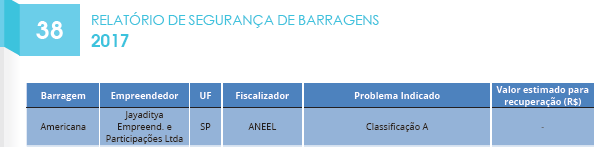 38
RELATÓRIO DE SEGURANÇA DE BARRAGENS
2017
Barragem Empreendedor UF Fiscalizador Problema Indicado Valor estimado para recuperação (R$)
Americana Jayaditya Empreend. e Participações Ltda SP ANEEL Classificação A -